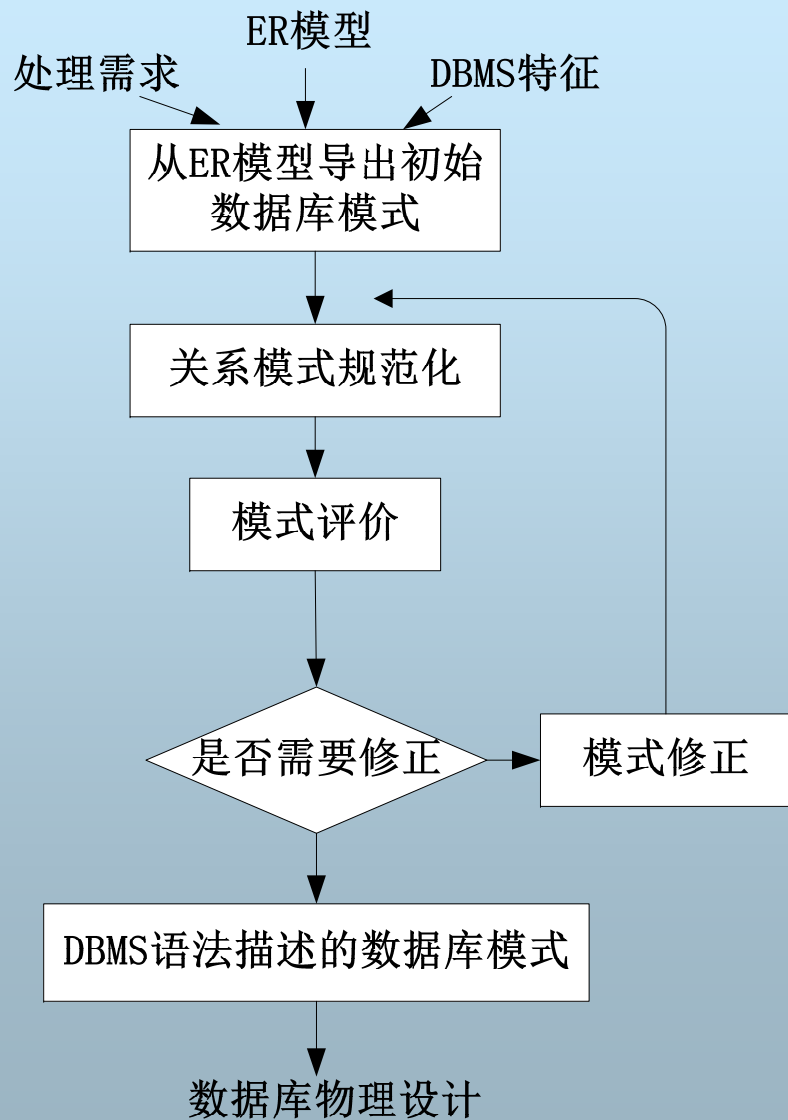 ER模型
处理需求
DBMS特征
从ER模型导出初始
数据库模式
关系模式规范化
模式评价
是否需要修正
模式修正
DBMS语法描述的数据库模式
数据库物理设计